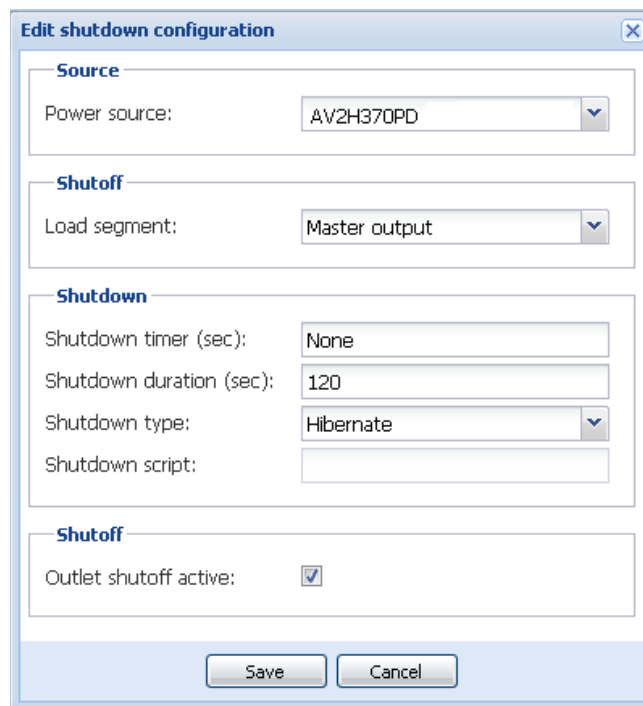 Edit shutdown configuration
Source
Power source: AV2H370PD
Shutoff
Load segment: Master output
Shutdown
Shutdown timer (sec): None
Shutdown duration (sec): 120
Shutdown type: Hibernate
Shutdown script:
Shutoff
Outlet shutoff active:
Save Cancel